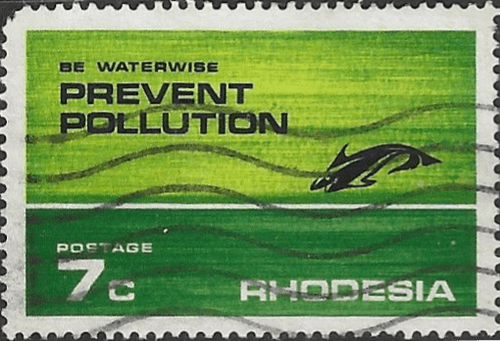 BE WATERWISE
PREVENT
POLLUTION
POSTAGE
7c
RHODESIA